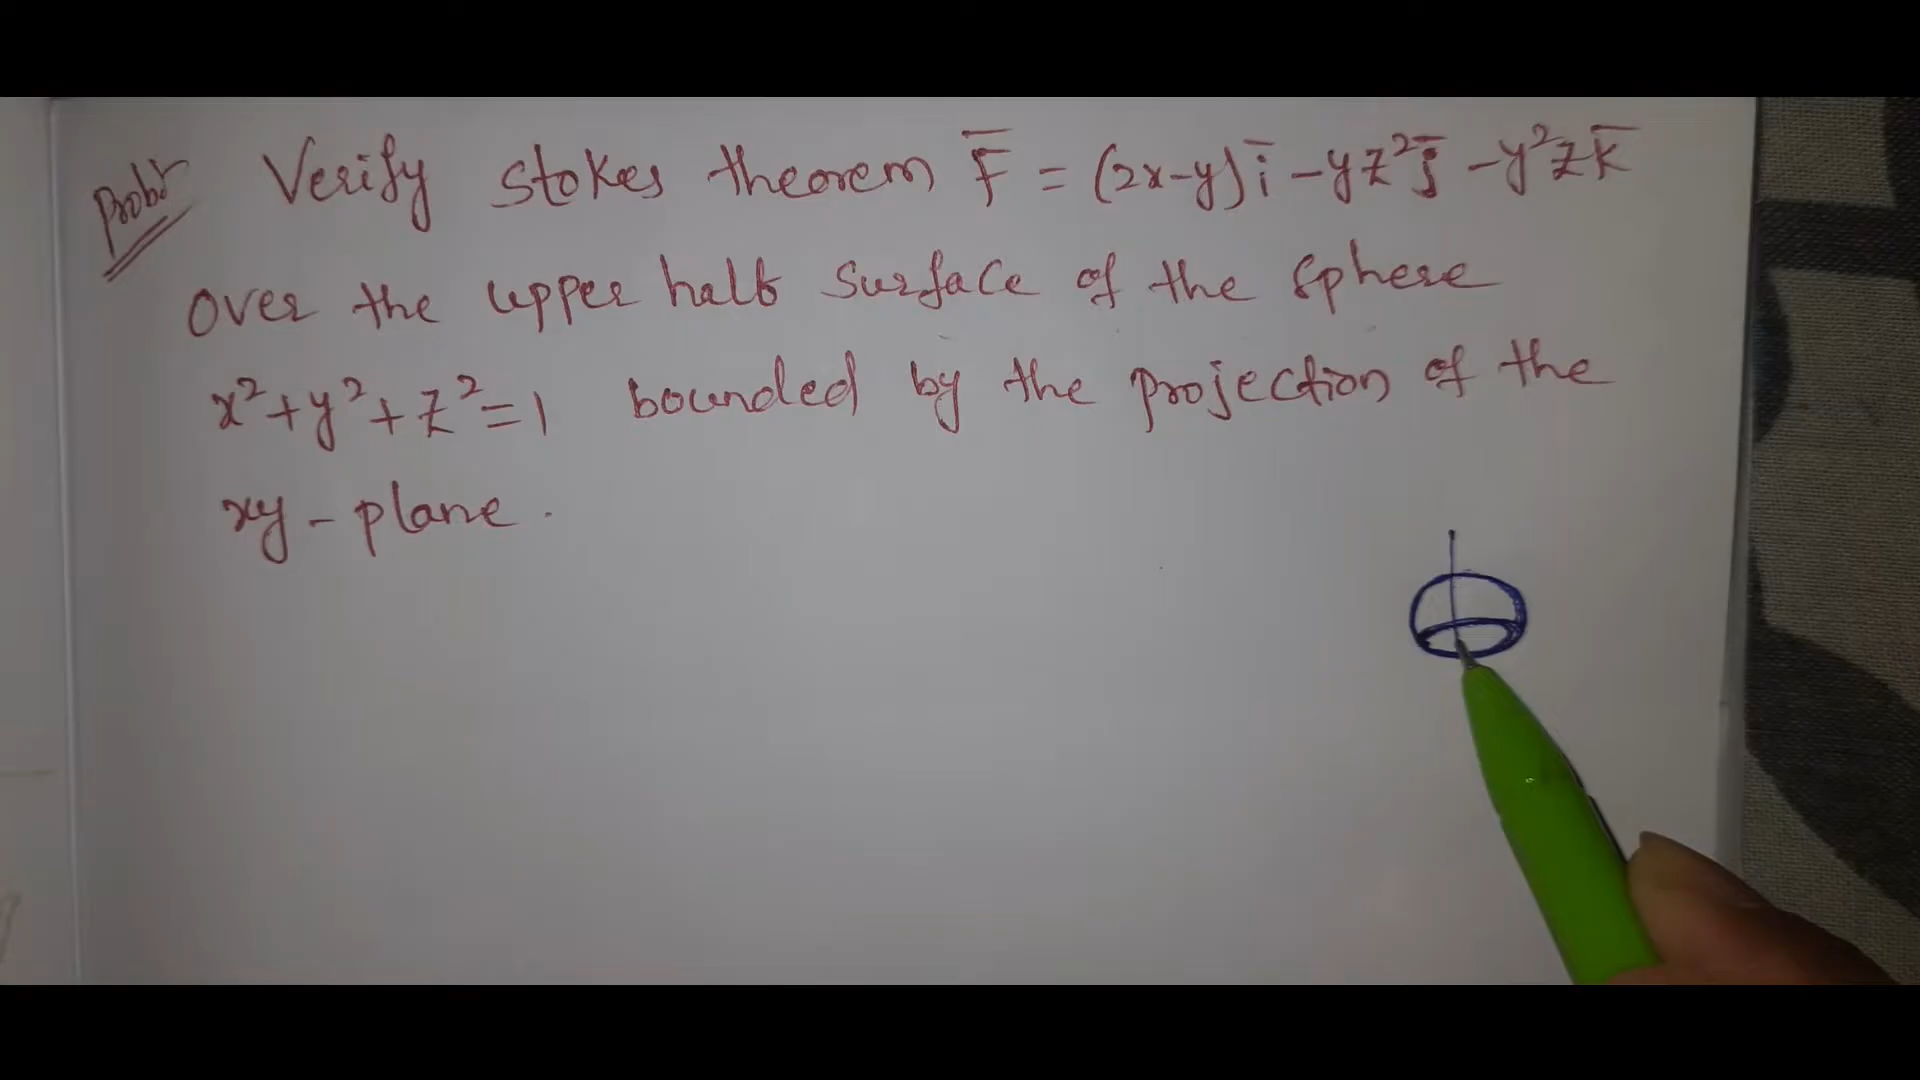 Prob:-
Verify Stokes theorem F̅ = (2x-y)i̅ - yz²j̅ - y²zk̅
over the upper half surface of the sphere
x²+y²+z²=1 bounded by the projection of the
xy-plane.